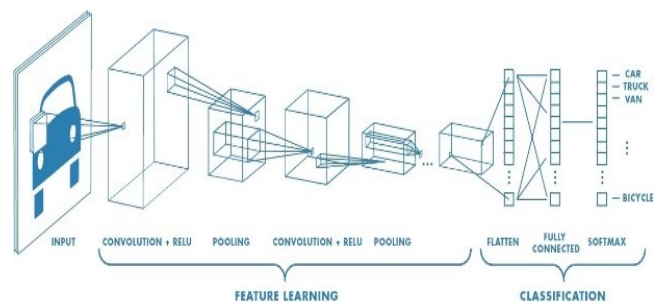 CAR
TRUCK
VAN
BICYCLE
INPUT
CONVOLUTION + RELU
POOLING
CONVOLUTION + RELU
POOLING
FLATTEN
FULLY
CONNECTED
SOFTMAX
FEATURE LEARNING
CLASSIFICATION